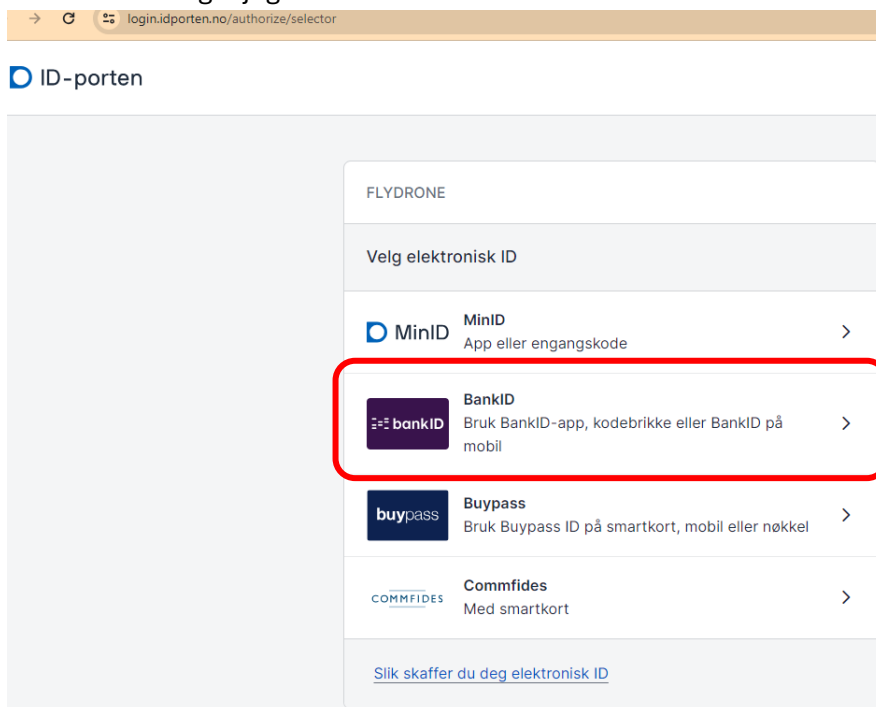 login.idporten.no/authorize/selector
ID-porten
FLYDRONE
Velg elektronisk ID
MinID
MinID
App eller engangskode
bankID
BankID
Bruk BankID-app, kodebrikke eller BankID på
mobil
buypass
Buypass
Bruk Buypass ID på smartkort, mobil eller nøkkel
COMMFIDES
Commfides
Med smartkort
Slik skaffer du deg elektronisk ID